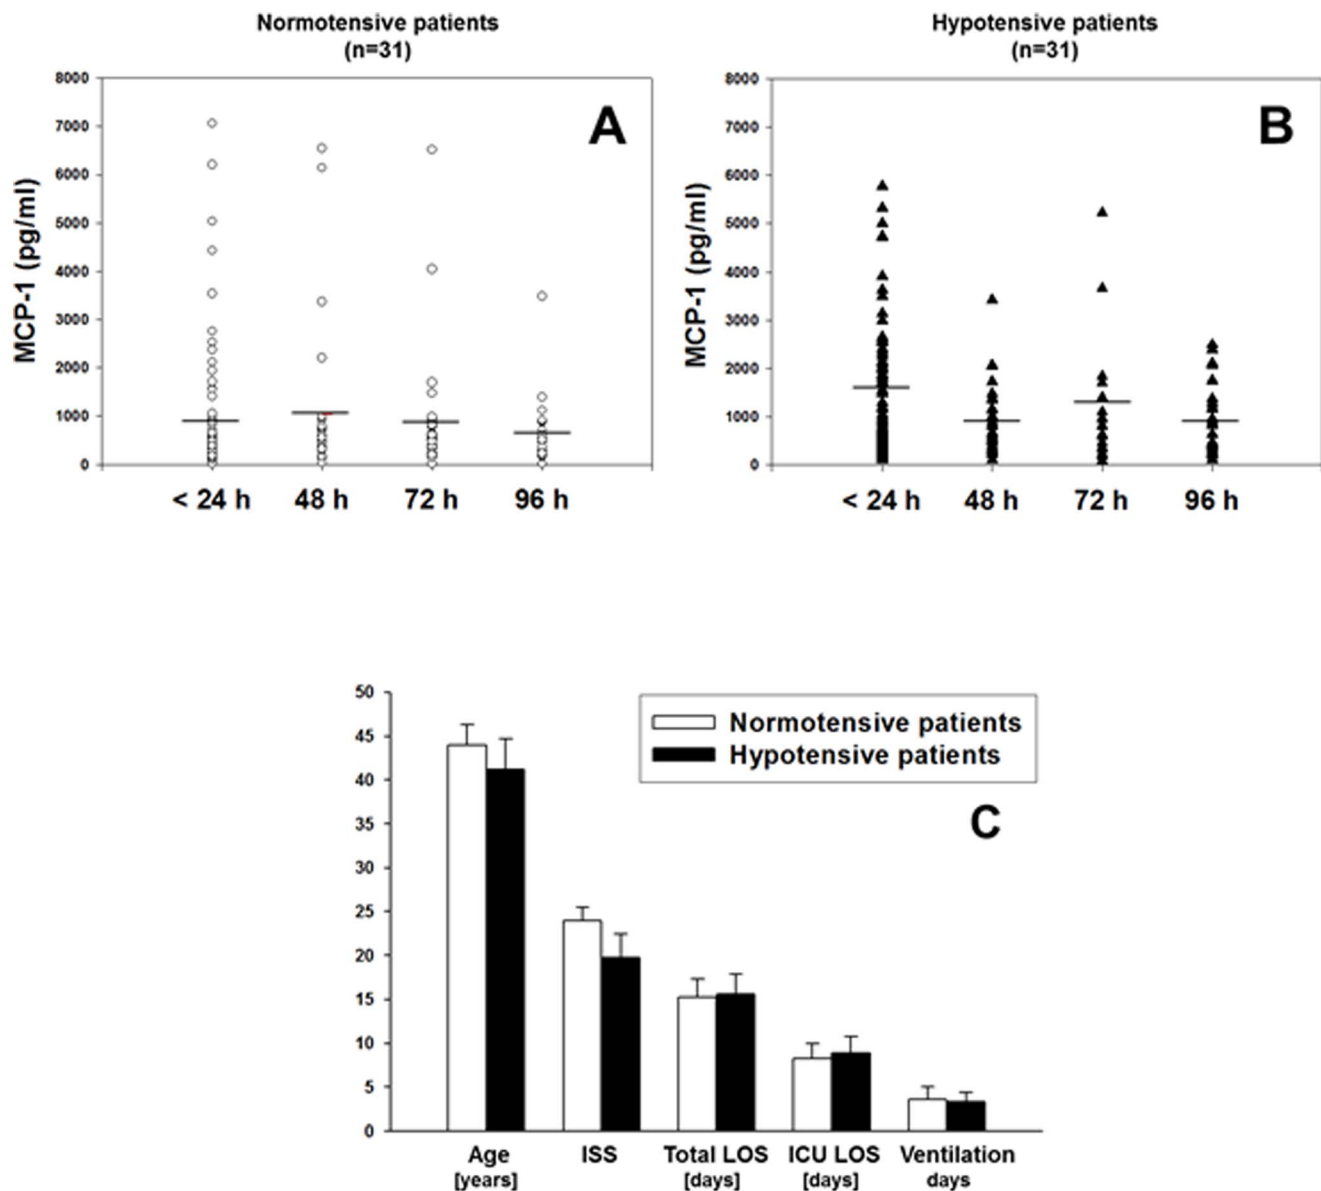 Normotensive patients
(n=31)
A
MCP-1 (pg/ml)
8000
7000
6000
5000
4000
3000
2000
1000
0
< 24 h 48 h 72 h 96 h
Hypotensive patients
(n=31)
B
MCP-1 (pg/ml)
8000
7000
6000
5000
4000
3000
2000
1000
0
< 24 h 48 h 72 h 96 h
50
45
40
35
30
25
20
15
10
5
0
Normotensive patients
Hypotensive patients
C
Age ISS Total LOS ICU LOS Ventilation
[years] [days] [days] days